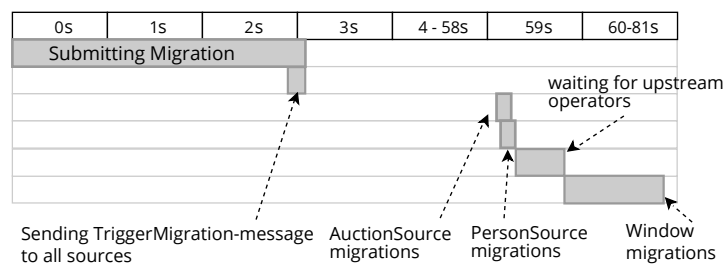 0s 1s 2s 3s 4 - 58s 59s 60-81s
Submitting Migration
waiting for upstream
operators
Sending TriggerMigration-message
to all sources
AuctionSource
migrations
PersonSource
migrations
Window
migrations